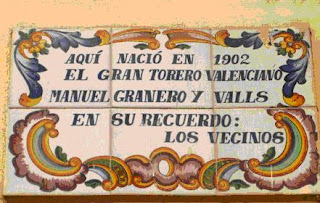 AQUÍ NACIÓ EN 1902
EL GRAN TORERO VALENCIANO
MANUEL GRANERO Y VALLS
EN SU RECUERDO:
LOS VECINOS